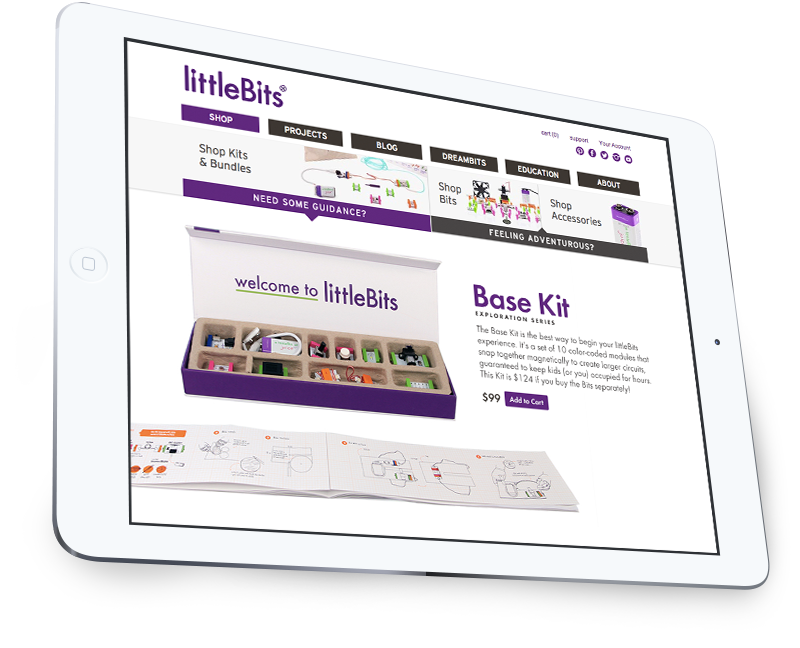 littleBits®
cart (0) support Your Account
SHOP PROJECTS BLOG DREAMBITS EDUCATION ABOUT
Shop Kits
& Bundles
NEED SOME GUIDANCE?
Shop
Bits
Shop
Accessories
FEELING ADVENTUROUS?
welcome to littleBits
Base Kit
EXPLORATION SERIES
The Base Kit is the best way to begin your littleBits
experience. It's a set of 10 color-coded modules that
snap together magnetically to create larger circuits,
guaranteed to keep kids (or you) occupied for hours.
This Kit is $124 if you buy the Bits separately!
$99 Add to Cart